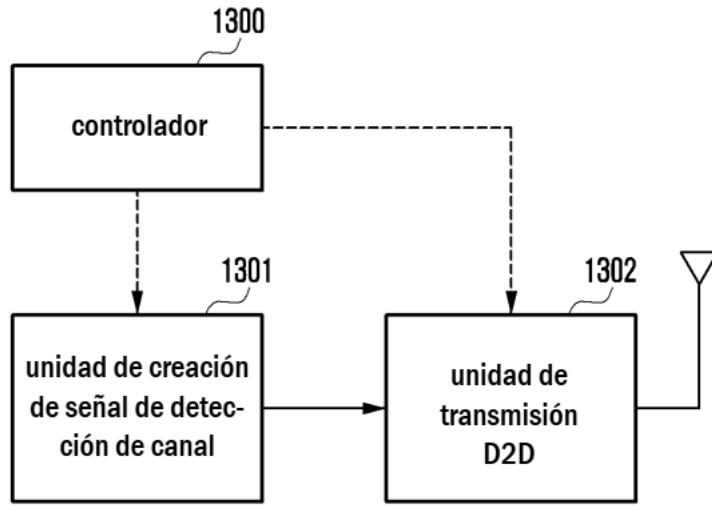 1300
controlador
1301
unidad de creación
de señal de detec-
ción de canal
1302
unidad de
transmisión
D2D